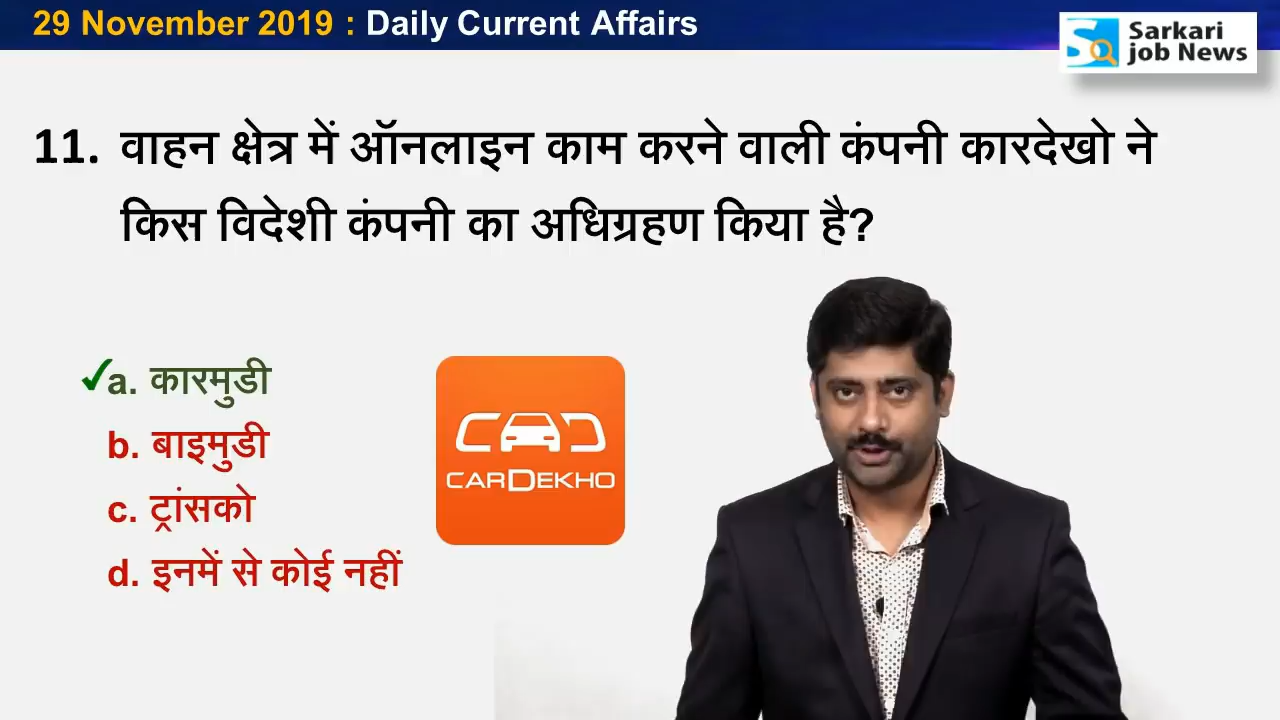 29 November 2019 : Daily Current Affairs
Sarkari
Job News
11. वाहन क्षेत्र में ऑनलाइन काम करने वाली कंपनी कारदेखो ने
किस विदेशी कंपनी का अधिग्रहण किया है?
✓a. कारमुडी
b. बाइमुडी
c. ट्रांसको
d. इनमें से कोई नहीं
CARDEKHO